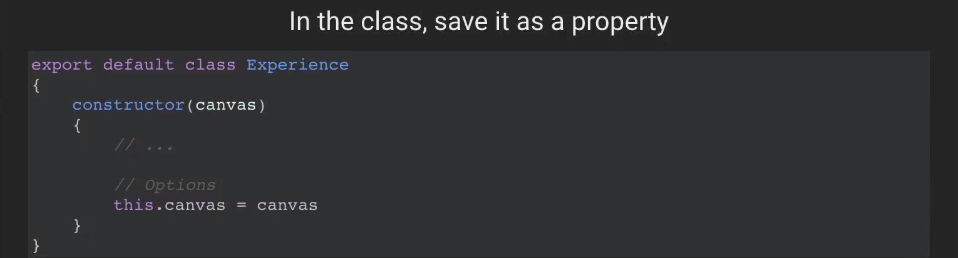 In the class, save it as a property
export default class Experience
{
    constructor(canvas)
    {
        // ...
        // Options
        this.canvas = canvas
    }
}